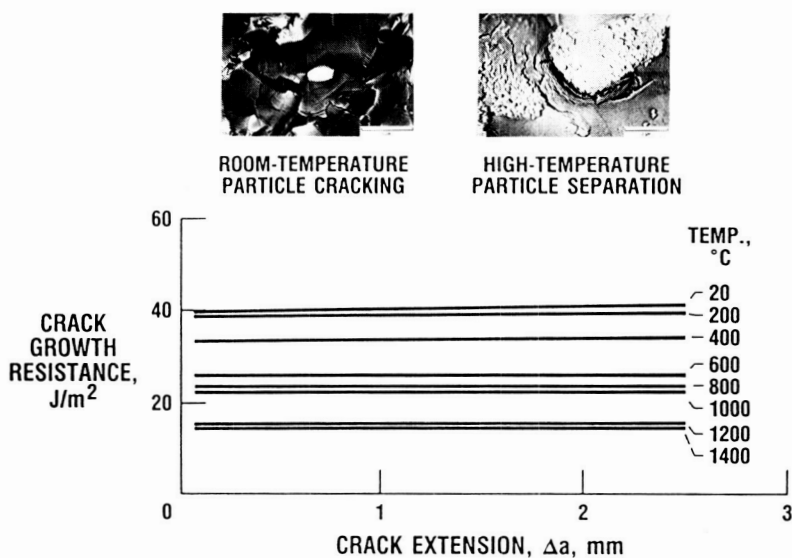 ROOM-TEMPERATURE
PARTICLE CRACKING
HIGH-TEMPERATURE
PARTICLE SEPARATION
60
40
20
0
CRACK
GROWTH
RESISTANCE,
J/m²
TEMP.,
°C
20
200
400
600
800
1000
1200
1400
1
2
3
CRACK EXTENSION, Δa, mm